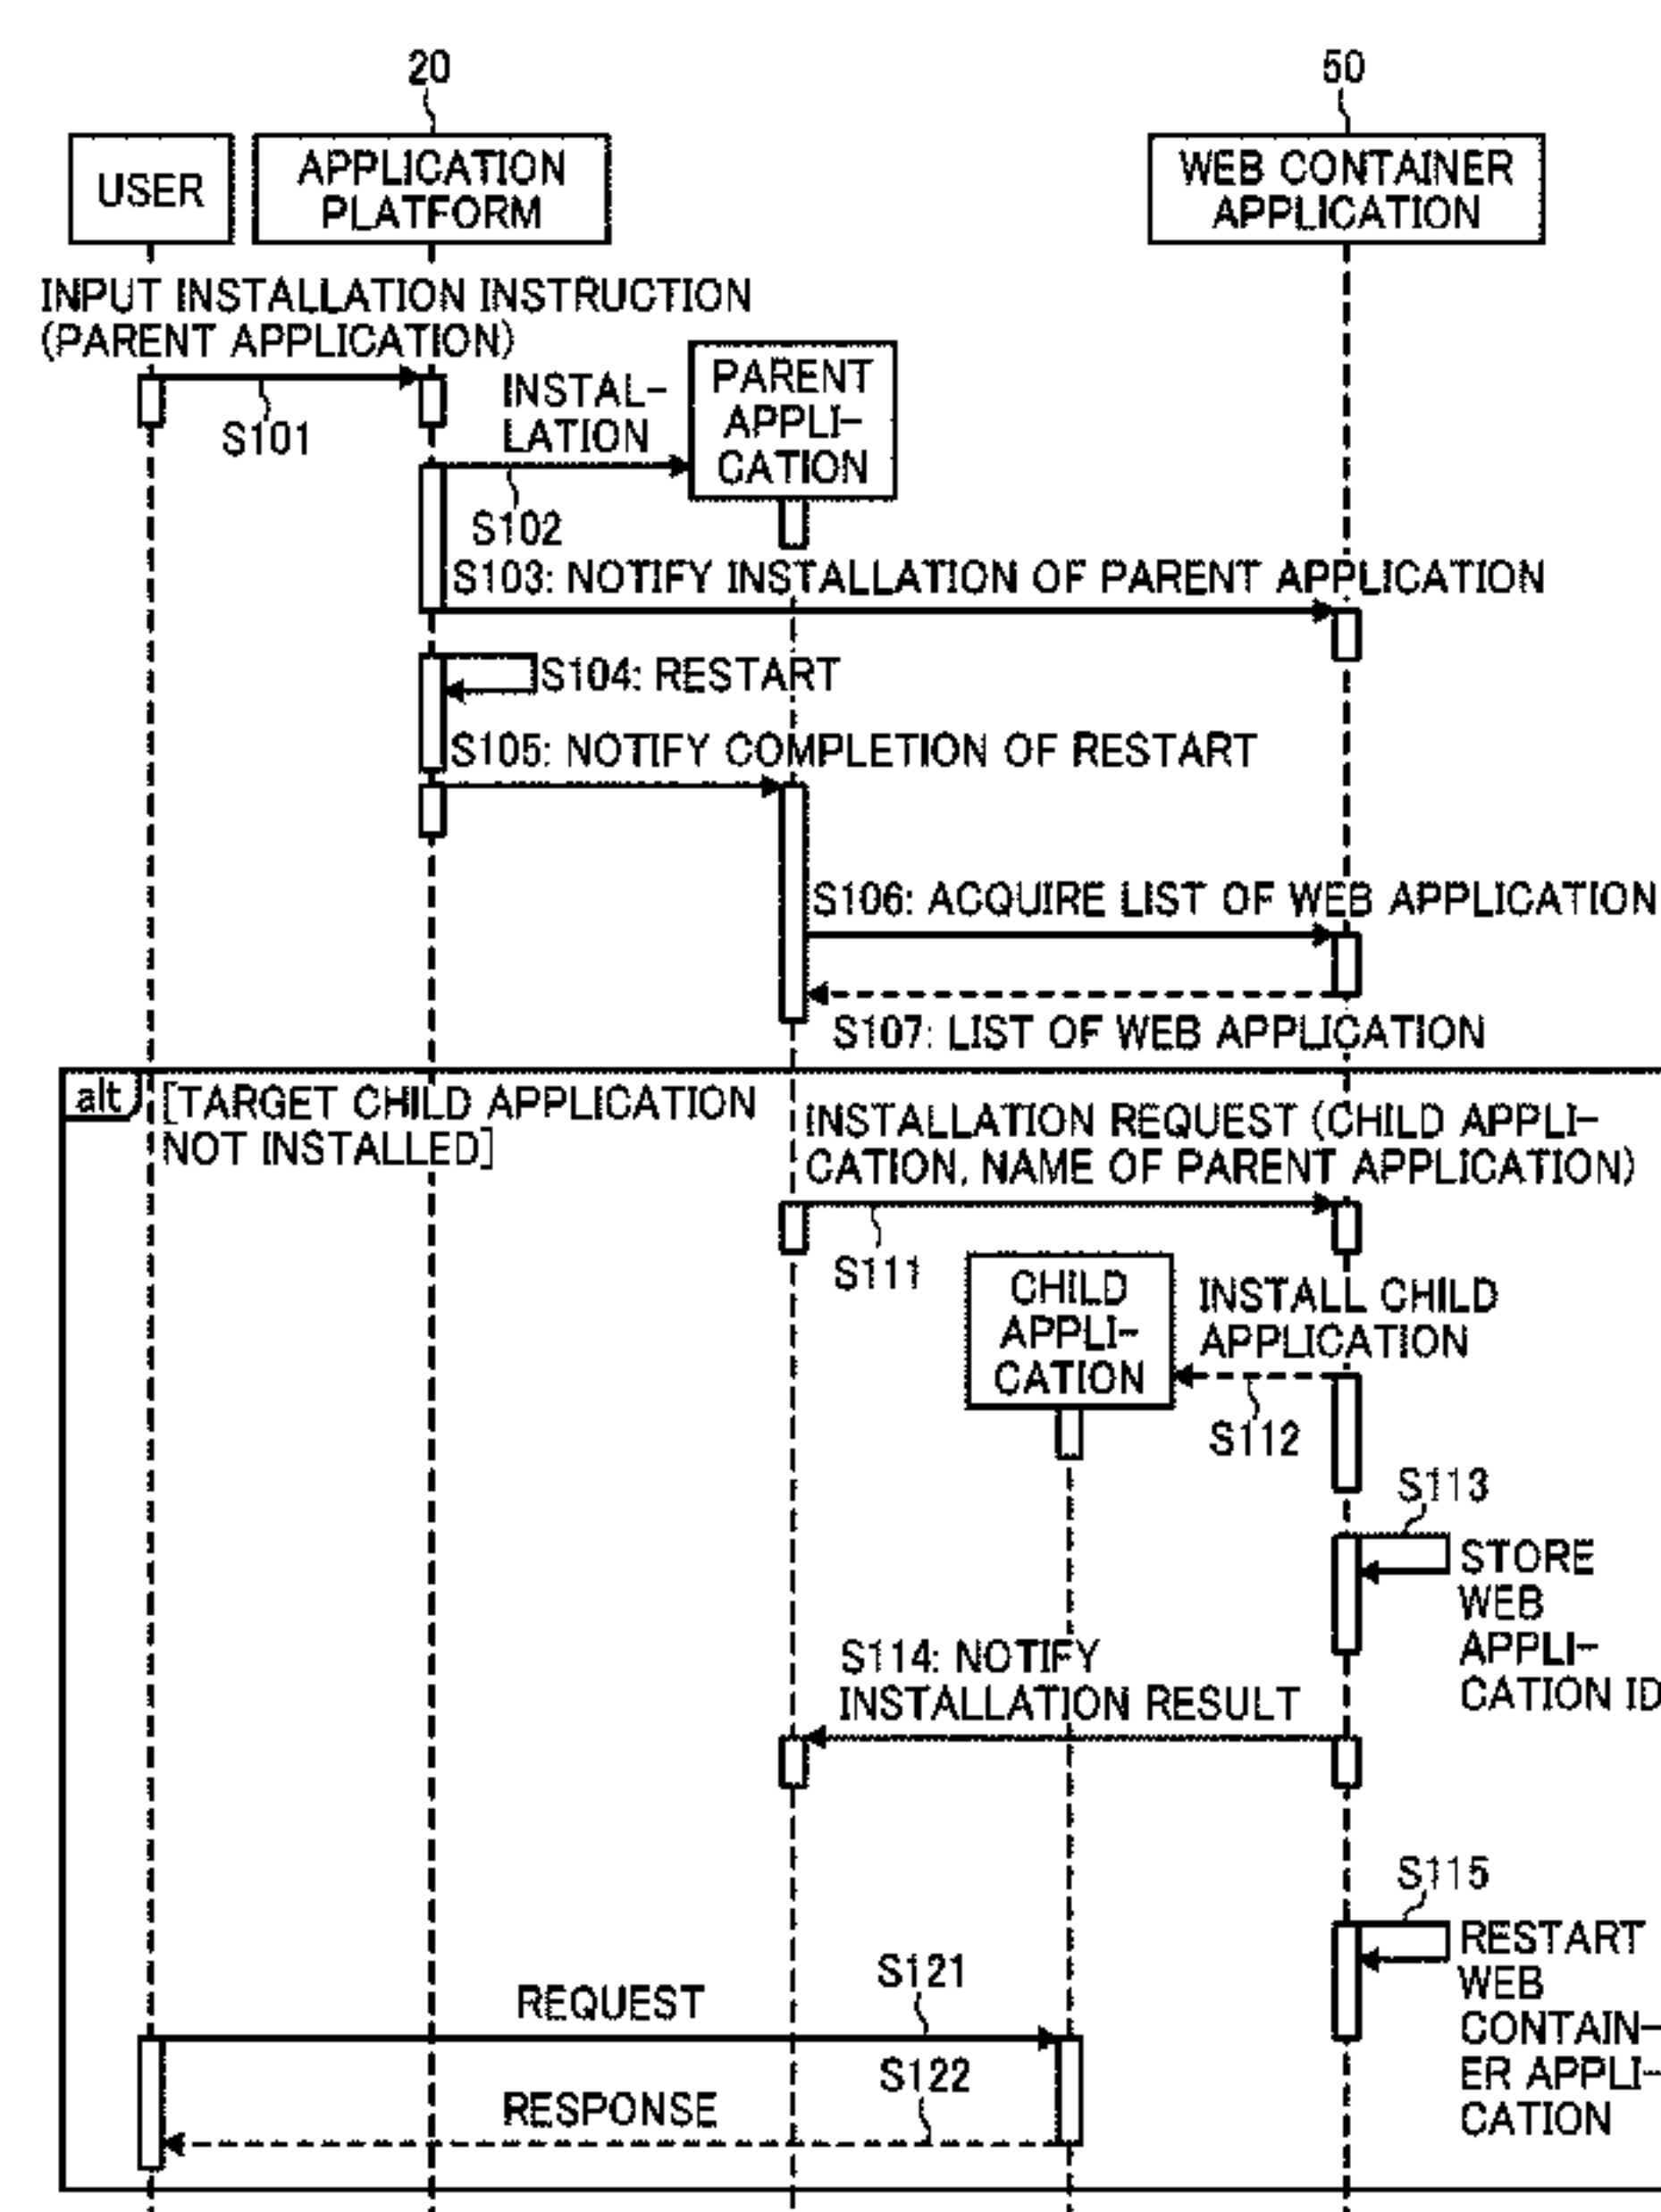 20
50
USER
APPLICATION
PLATFORM
WEB CONTAINER
APPLICATION
INPUT INSTALLATION INSTRUCTION
(PARENT APPLICATION)
S101
INSTAL-
LATION
S102
PARENT
APPLI-
CATION
S103: NOTIFY INSTALLATION OF PARENT APPLICATION
S104: RESTART
S105: NOTIFY COMPLETION OF RESTART
S106: ACQUIRE LIST OF WEB APPLICATION
S107: LIST OF WEB APPLICATION
alt
[TARGET CHILD APPLICATION
NOT INSTALLED]
INSTALLATION REQUEST (CHILD APPLI-
CATION, NAME OF PARENT APPLICATION)
S111
CHILD
APPLI-
CATION
INSTALL CHILD
APPLICATION
S112
S113
STORE
WEB
APPLI-
CATION ID
S114: NOTIFY
INSTALLATION RESULT
S115
RESTART
WEB
CONTAIN-
ER APPLI-
CATION
REQUEST
S121
RESPONSE
S122